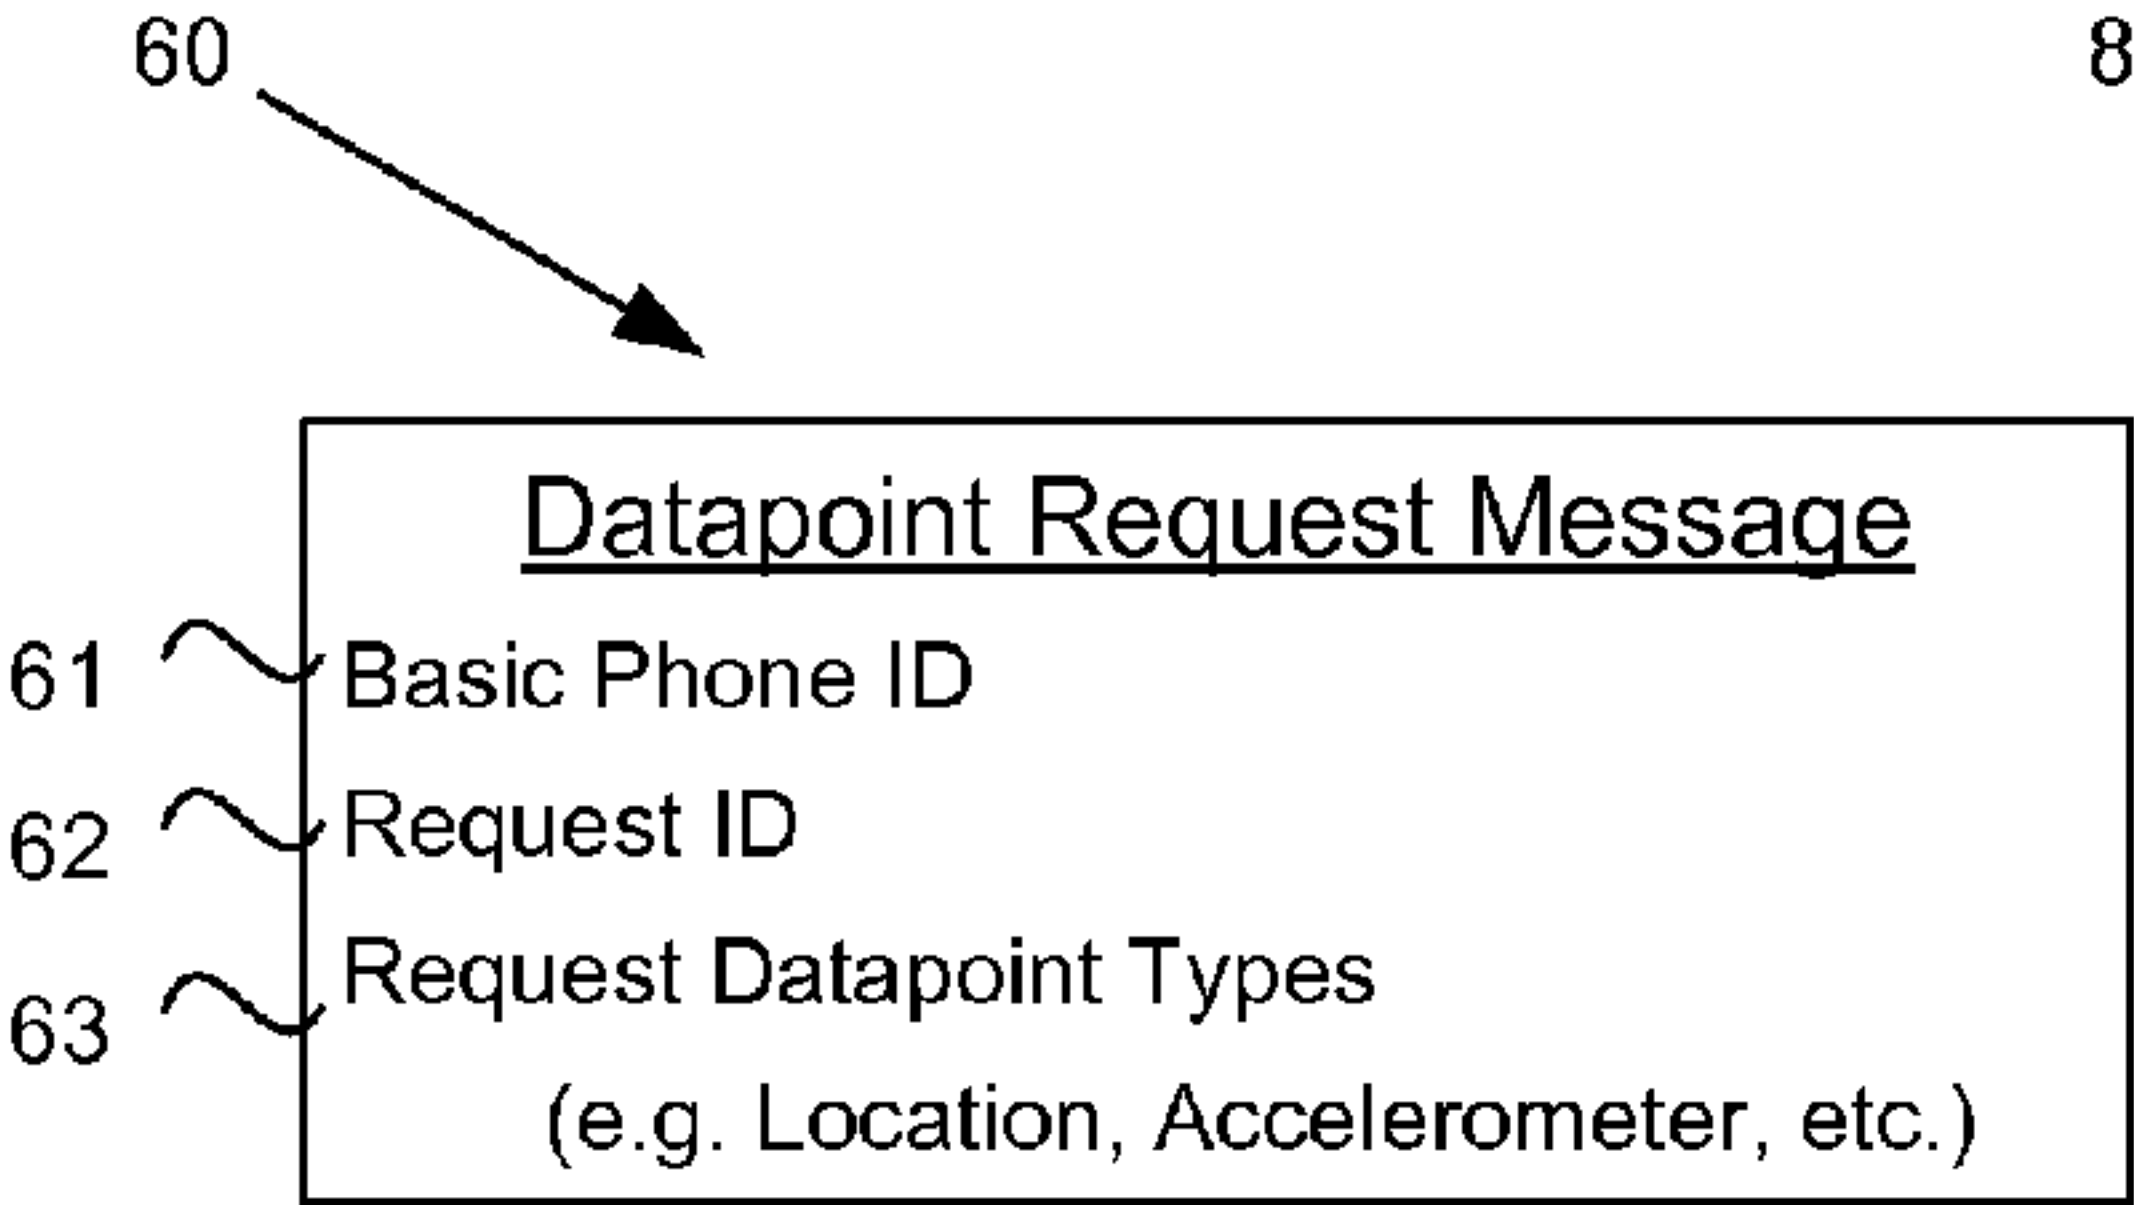 60
8
Datapoint Request Message
61 Basic Phone ID
62 Request ID
63 Request Datapoint Types
(e.g. Location, Accelerometer, etc.)